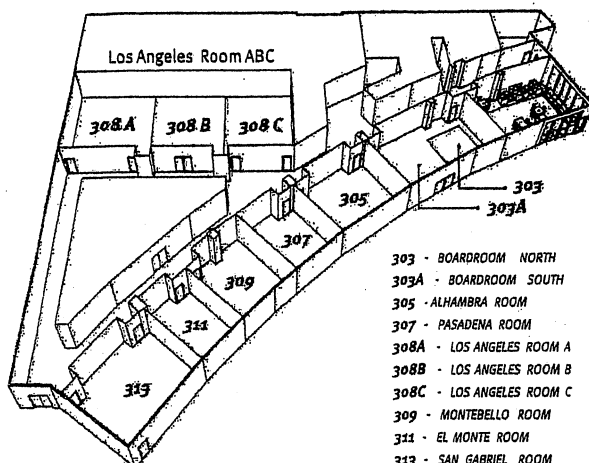 Los Angeles Room ABC
308A
308B
308C
305
303
303A
307
309
311
313
303 - BOARDROOM NORTH
303A - BOARDROOM SOUTH
305 - ALHAMBRA ROOM
307 - PASADENA ROOM
308A - LOS ANGELES ROOM A
308B - LOS ANGELES ROOM B
308C - LOS ANGELES ROOM C
309 - MONTEBELLO ROOM
311 - EL MONTE ROOM
313 - SAN GABRIEL ROOM